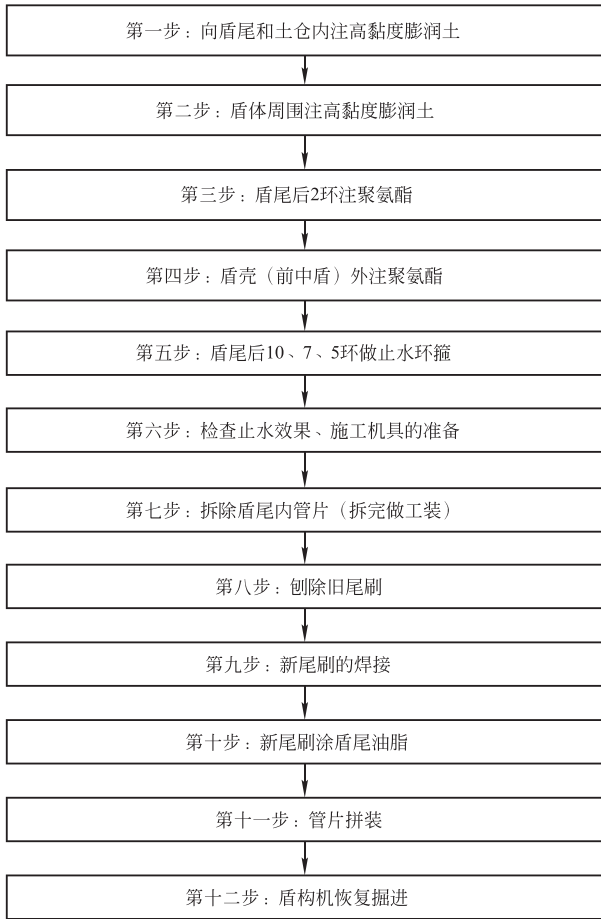 第一步：向盾尾和土仓内注高黏度膨润土
第二步：盾体周围注高黏度膨润土
第三步：盾尾后2环注聚氨酯
第四步：盾壳（前中盾）外注聚氨酯
第五步：盾尾后10、7、5环做止水环箍
第六步：检查止水效果、施工机具的准备
第七步：拆除盾尾内管片（拆完做工装）
第八步：刨除旧尾刷
第九步：新尾刷的焊接
第十步：新尾刷涂盾尾油脂
第十一步：管片拼装
第十二步：盾构机恢复掘进